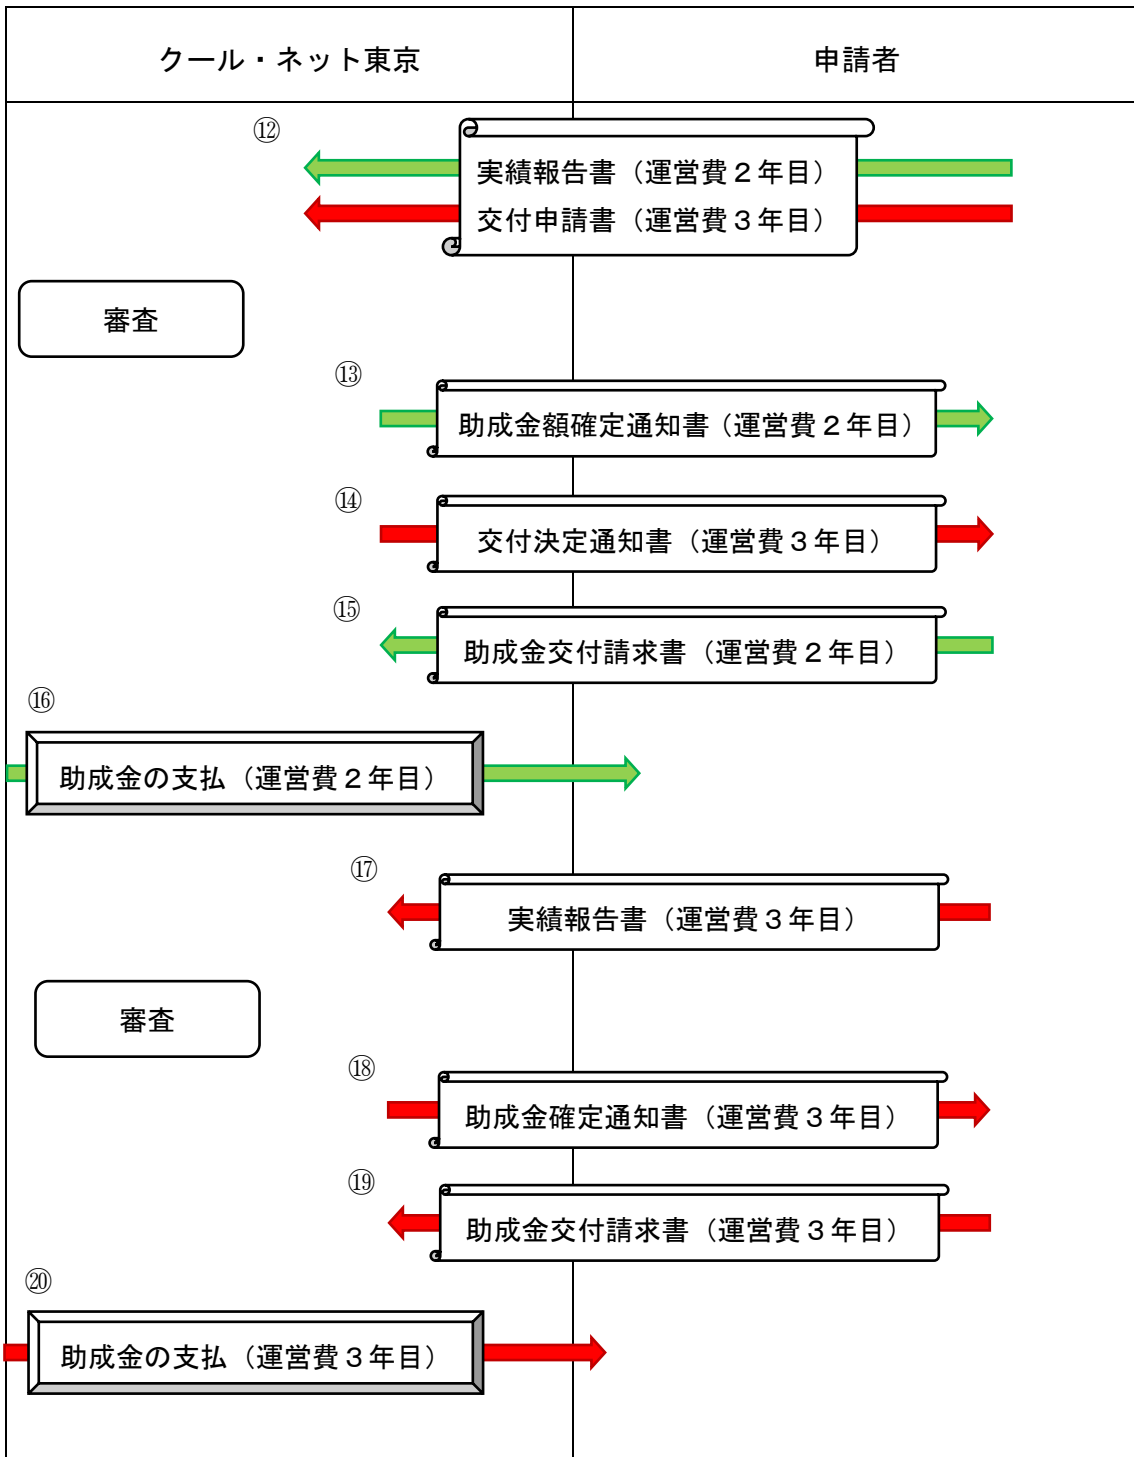 クール・ネット東京
申請者
⑫
実績報告書（運営費２年目）
交付申請書（運営費３年目）
審査
⑬
助成金額確定通知書（運営費２年目）
⑭
交付決定通知書（運営費３年目）
⑮
助成金交付請求書（運営費２年目）
⑯
助成金の支払（運営費２年目）
⑰
実績報告書（運営費３年目）
審査
⑱
助成金確定通知書（運営費３年目）
⑲
助成金交付請求書（運営費３年目）
⑳
助成金の支払（運営費３年目）